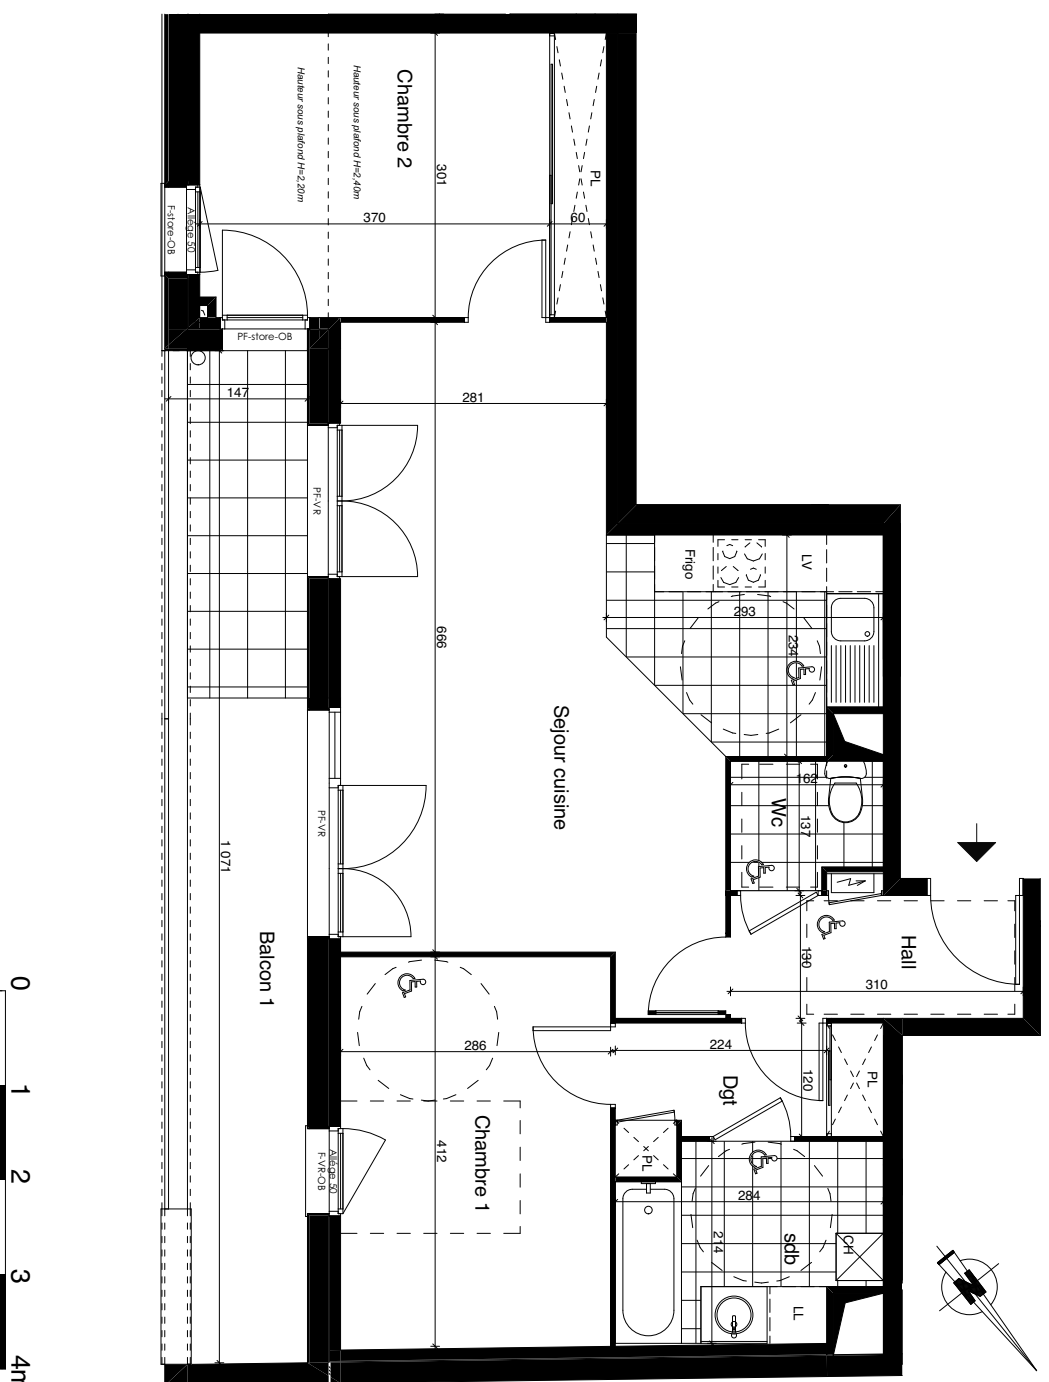 Chambre 2
Hauteur sous plafond H=2,40m
Hauteur sous plafond H=2,20m
301
370
60
PL
Allège 50
F-store-OB
PF-store-OB
147
281
PF-VR
666
Sejour cuisine
Frigo
LV
293
234
162
Wc
137
PF-VR
1 071
Balcon 1
Hall
130
310
286
224
Dgt
120
PL
PL
Chambre 1
412
Allège 50
F-VR-OB
284
sdb
214
CH
LL
N
0
1
2
3
4m